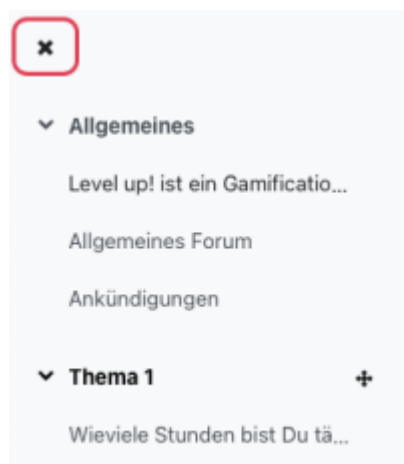 Allgemeines
Level up! ist ein Gamificatio...
Allgemeines Forum
Ankündigungen
Thema 1
Wieviele Stunden bist Du tä...